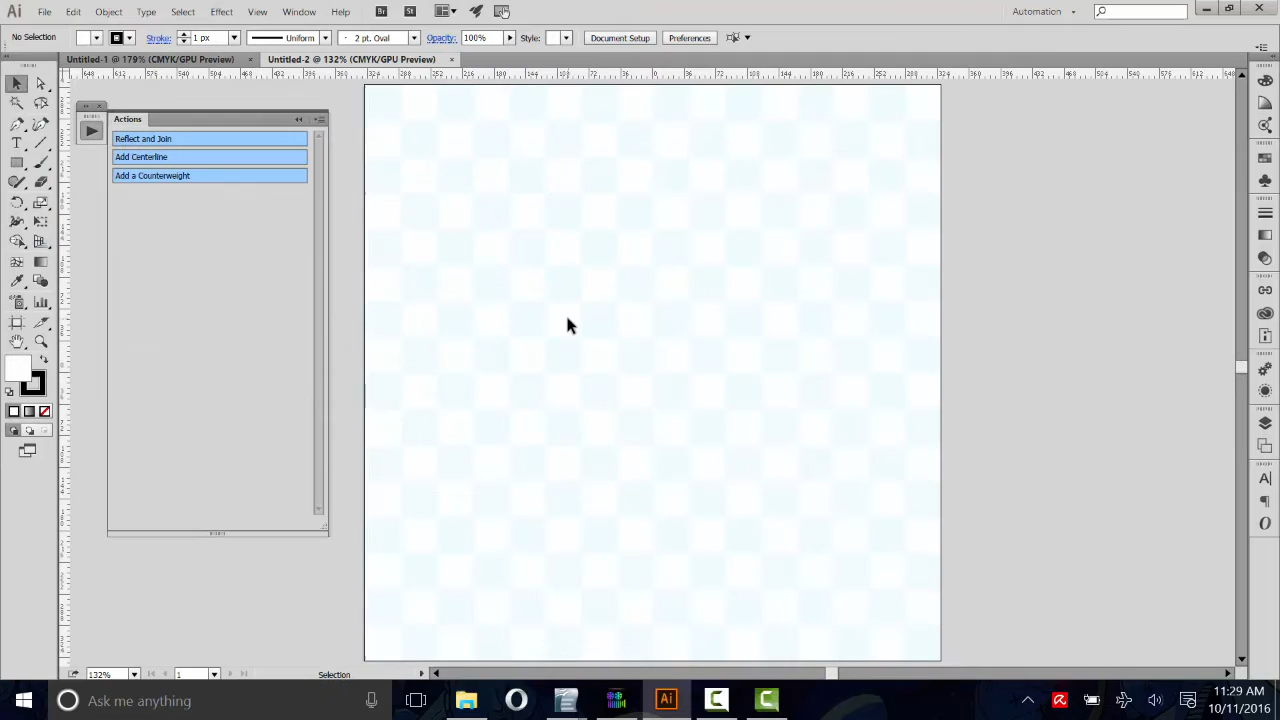 Ai File Edit Object Type Select Effect View Window Help Br St Automation
No Selection Stroke: 1 px Uniform 2 pt. Oval Opacity: 100% Style: Document Setup Preferences
Untitled-1 @ 179% (CMYK/GPU Preview) × Untitled-2 @ 132% (CMYK/GPU Preview) ×
Actions
Reflect and Join
Add Centerline
Add a Counterweight
132% 1 Selection
Ask me anything
Ai
11:29 AM
10/11/2016